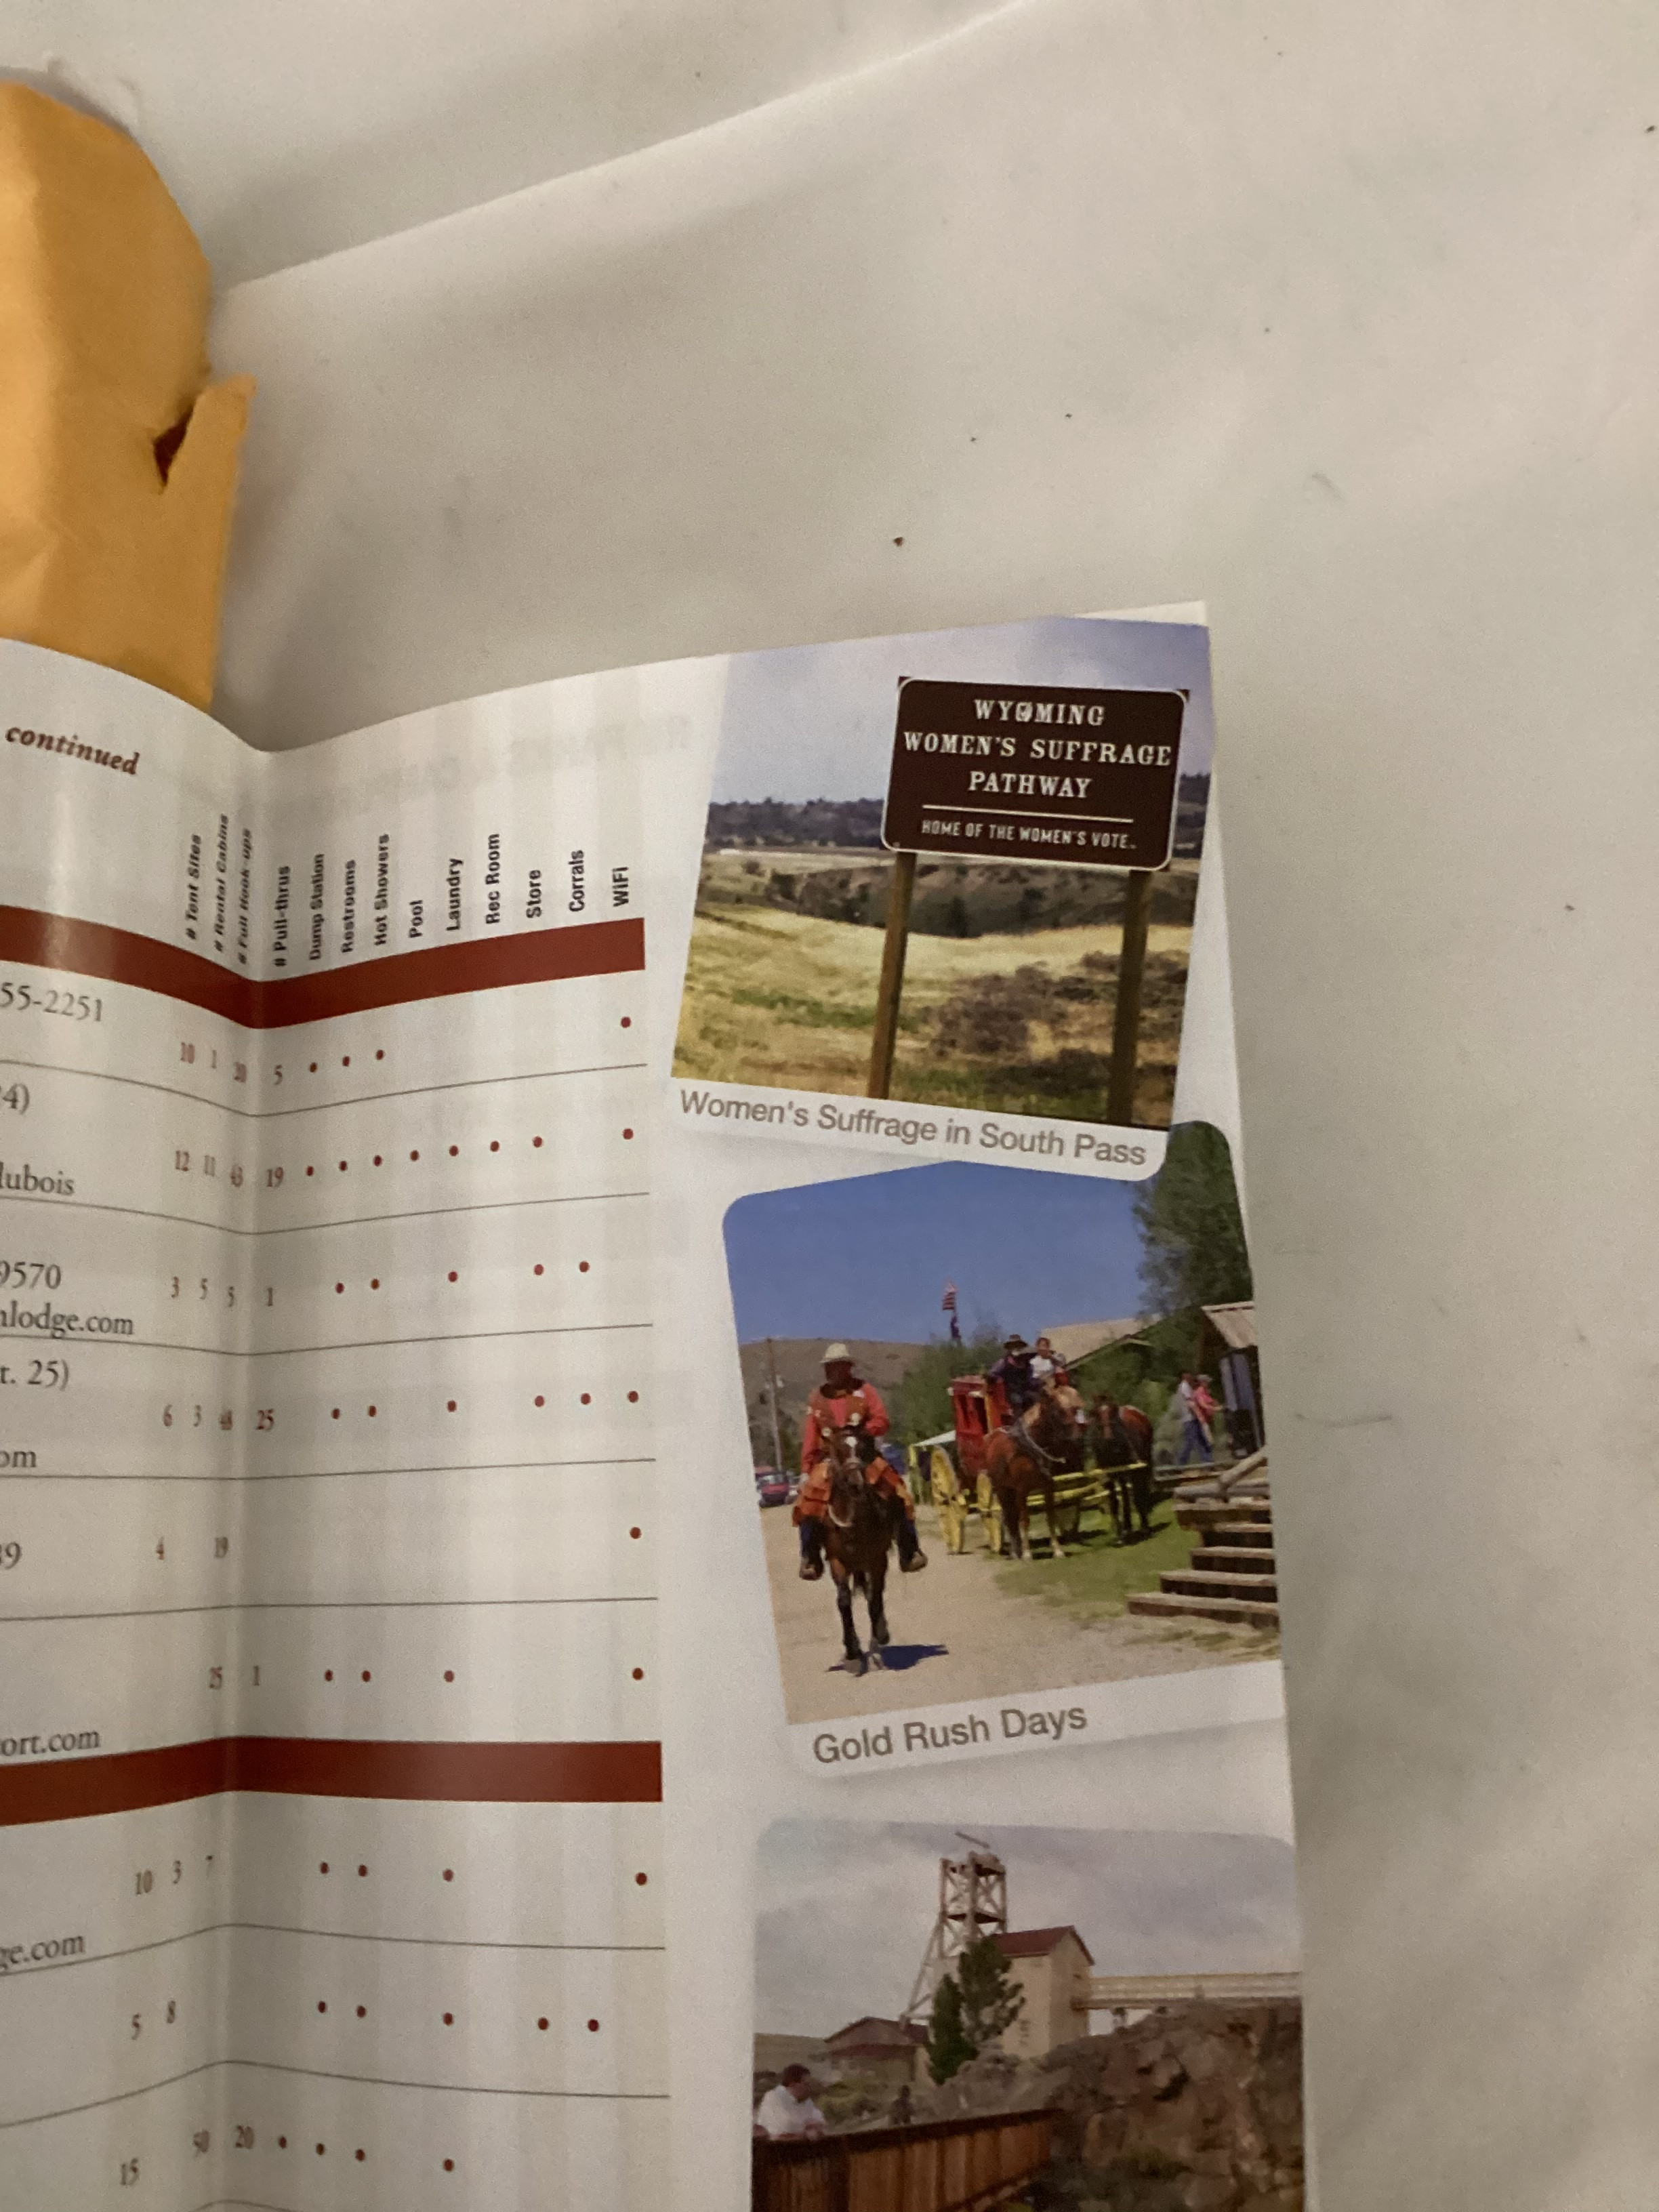 continued
# Tent Sites
# Rental Cabins
# Full Hook-ups
# Pull-thrus
Dump Station
Restrooms
Hot Showers
Pool
Laundry
Rec Room
Store
Corrals
WiFi
55-2251
10 1 20 5 • • • •
4)
12 11 43 19 • • • • • • • •
dubois
9570
3 5 5 1 • • • • •
lodge.com
t. 25)
6 3 48 25 • • • • • •
om
4 19 •
39
25 1 • • • •
ort.com
10 3 7 • • • •
ge.com
5 8 • • • • •
15 50 20 • • • •
WYOMING
WOMEN'S SUFFRAGE
PATHWAY
HOME OF THE WOMEN'S VOTE.
Women's Suffrage in South Pass
Gold Rush Days